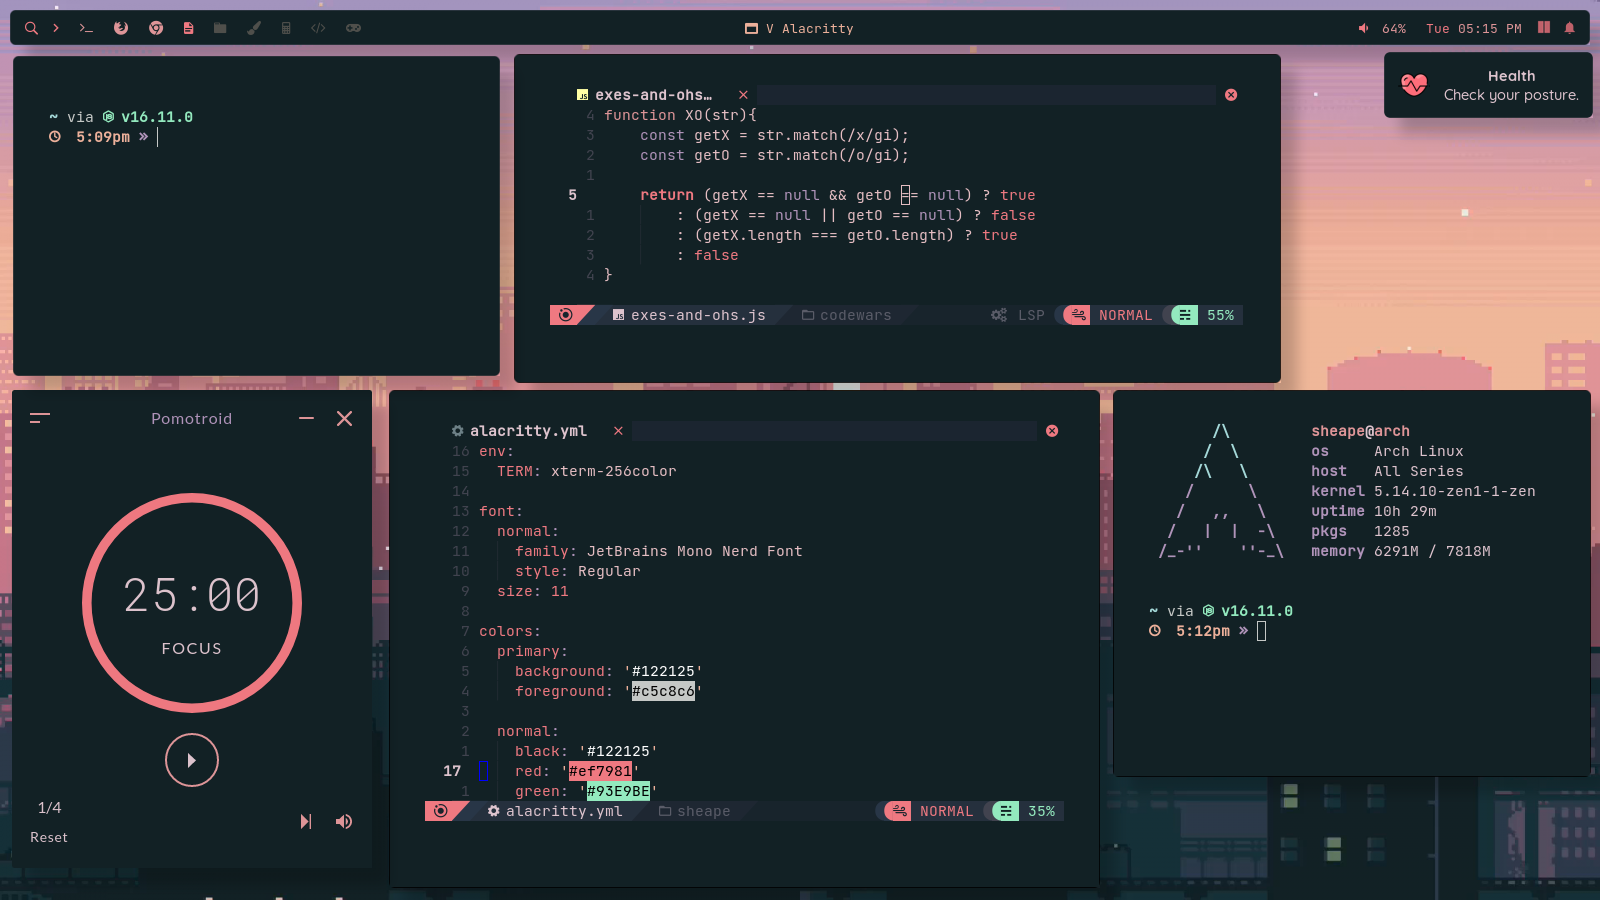 V Alacritty
64%
Tue 05:15 PM
~ via v16.11.0
5:09pm »
JS exes-and-ohs… ×
4 function XO(str){
3 const getX = str.match(/x/gi);
2 const getO = str.match(/o/gi);
1
5 return (getX == null && getO == null) ? true
1 : (getX == null || getO == null) ? false
2 : (getX.length === getO.length) ? true
3 : false
4 }
JS exes-and-ohs.js codewars LSP NORMAL 55%
Health
Check your posture.
Pomotroid
25:00
FOCUS
1/4
Reset
alacritty.yml ×
16 env:
15 TERM: xterm-256color
14
13 font:
12 normal:
11 family: JetBrains Mono Nerd Font
10 style: Regular
9 size: 11
8
7 colors:
6 primary:
5 background: '#122125'
4 foreground: '#c5c8c6'
3
2 normal:
1 black: '#122125'
17 red: '#ef7981'
1 green: '#93E9BE'
alacritty.yml sheape NORMAL 35%
sheape@arch
os Arch Linux
host All Series
kernel 5.14.10-zen1-1-zen
uptime 10h 29m
pkgs 1285
memory 6291M / 7818M
~ via v16.11.0
5:12pm »